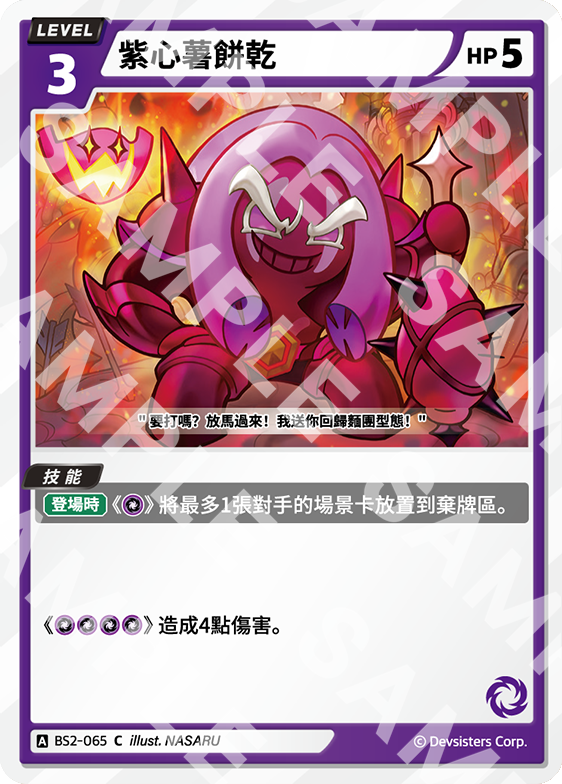 LEVEL
3
紫心薯餅乾
HP 5
"要打嗎？放馬過來！我送你回歸麵團型態！"
技能
登場時《》將最多1張對手的場景卡放置到棄牌區。
《》造成4點傷害。
A BS2-065 C illust. NASARU
© Devsisters Corp.
SAMPLE